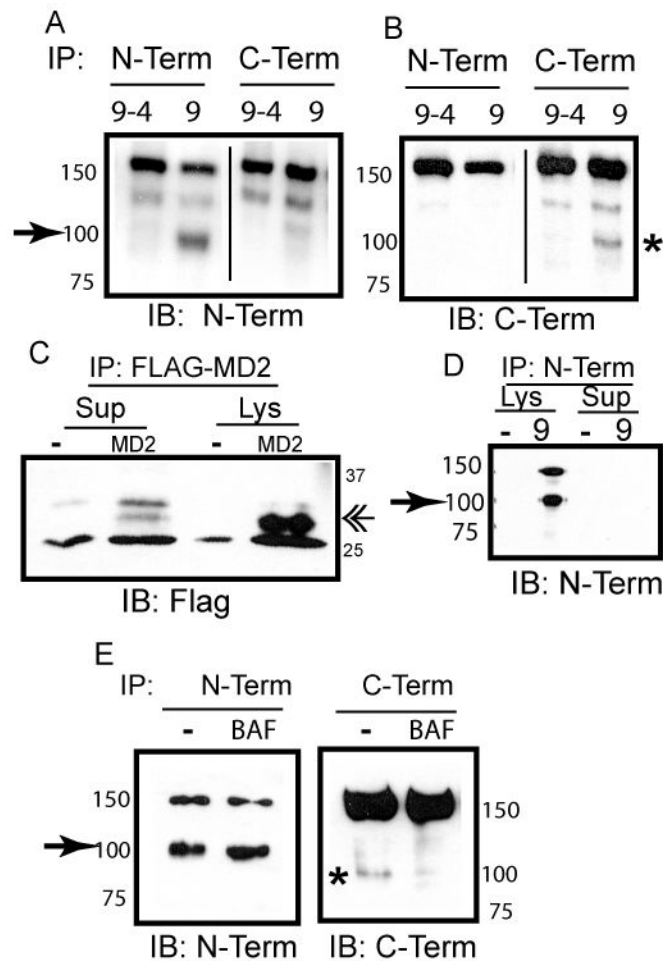 A
B
IP: N-Term C-Term
N-Term C-Term
9-4 9 9-4 9
9-4 9 9-4 9
150
100
75
150
100
75
*
IB: N-Term
IB: C-Term
C
IP: FLAG-MD2
Sup Lys
- MD2 - MD2
37
25
IB: Flag
D
IP: N-Term
Lys Sup
- 9 - 9
150
100
75
IB: N-Term
E
IP: N-Term C-Term
- BAF - BAF
150
100
75
*
150
100
75
IB: N-Term
IB: C-Term